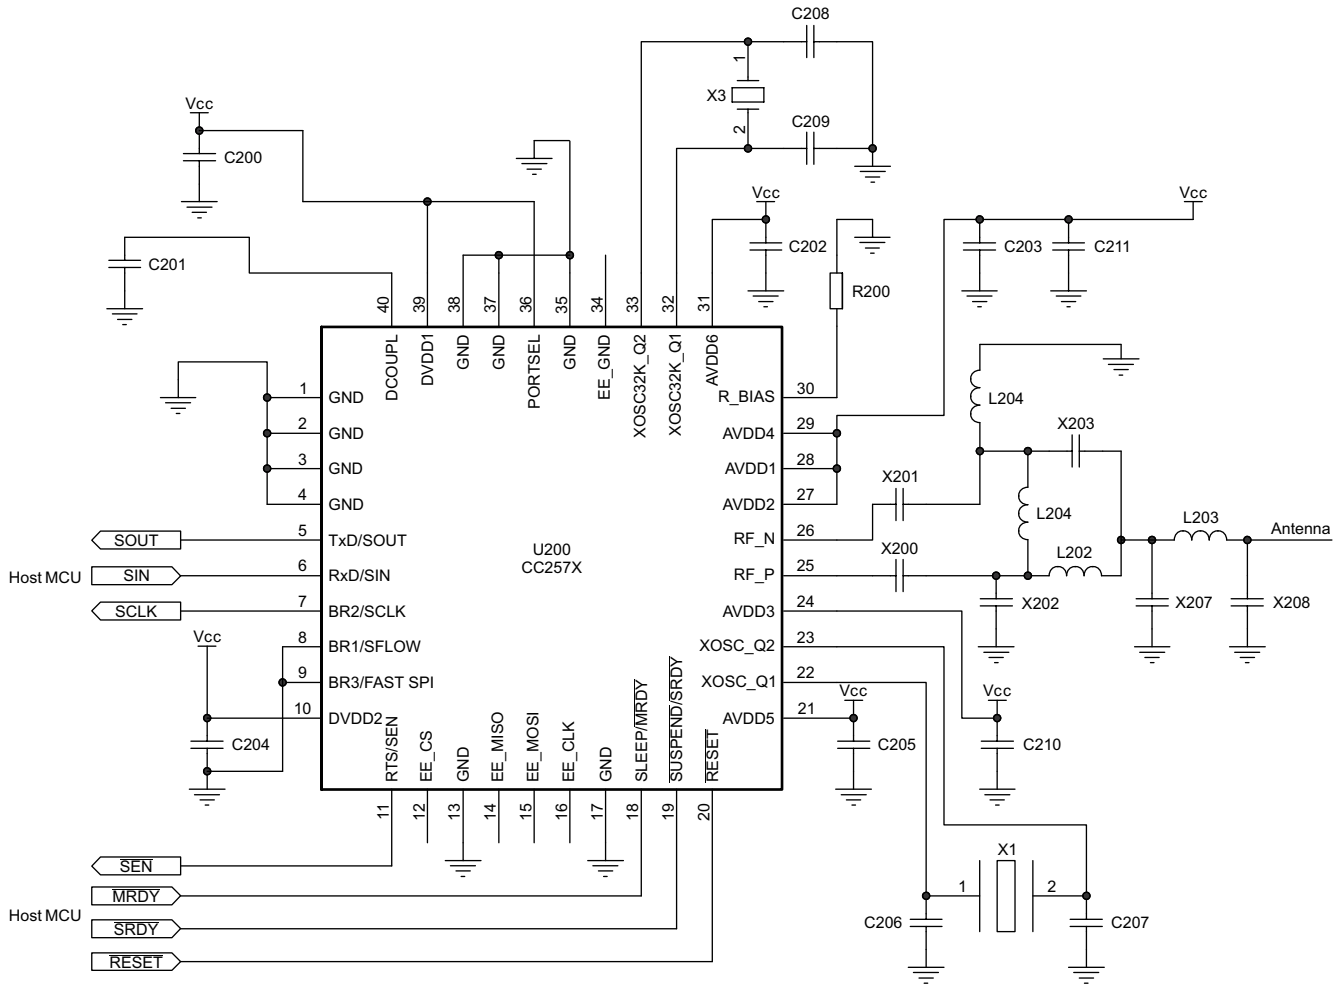 C208
1
X3
2
C209
Vcc
C200
C201
Vcc
C202
Vcc
C203
C211
R200
40
39
38
37
36
35
34
33
32
31
DCOUPL
DVDD1
GND
GND
PORTSEL
GND
EE_GND
XOSC32K_Q2
XOSC32K_Q1
AVDD6
1
GND
2
GND
3
GND
4
GND
SOUT
5
TxD/SOUT
Host MCU
SIN
6
RxD/SIN
SCLK
7
BR2/SCLK
Vcc
8
BR1/SFLOW
9
BR3/FAST SPI
10
DVDD2
C204
U200
CC257X
R_BIAS
30
AVDD4
29
AVDD1
28
AVDD2
27
RF_N
26
RF_P
25
AVDD3
24
XOSC_Q2
23
XOSC_Q1
22
AVDD5
21
L204
X203
X201
L204
L203
Antenna
X200
L202
X202
X207
X208
Vcc
C205
Vcc
C210
RTS/SEN
EE_CS
GND
EE_MISO
EE_MOSI
EE_CLK
GND
SLEEP/MRDY
SUSPEND/SRDY
RESET
11
12
13
14
15
16
17
18
19
20
SEN
MRDY
Host MCU
SRDY
RESET
X1
1
2
C206
C207